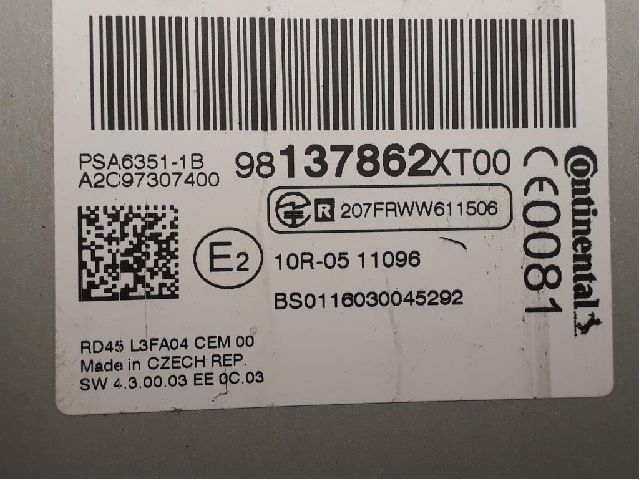 PSA6351-1B
A2C97307400
98137862XT00
R 207FRWW611506
E2
10R-05 11096
BS0116030045292
CE0081
Continental
RD45 L3FA04 CEM 00
Made in CZECH REP.
SW 4.3.00.03 EE 0C.03